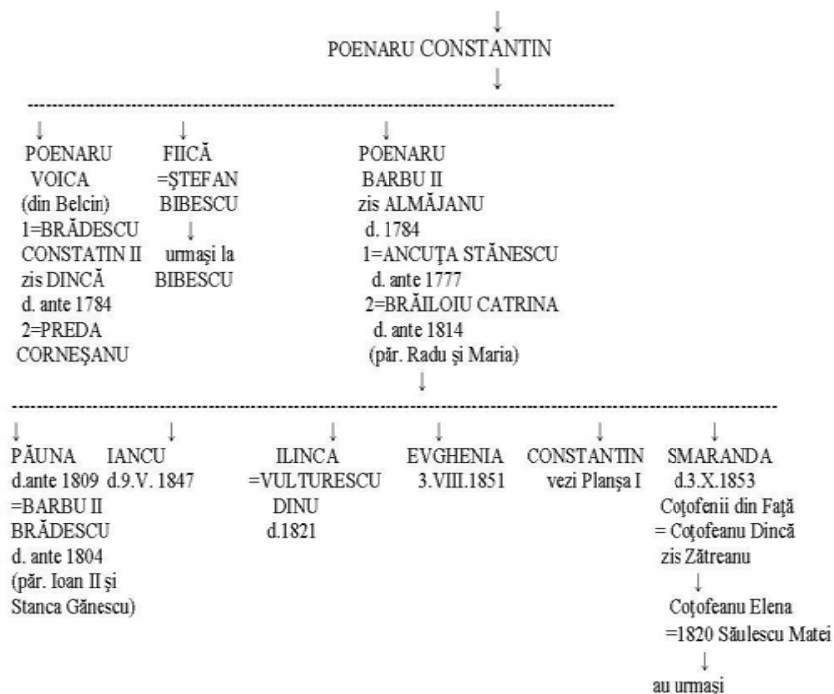 ↓
POENARU CONSTANTIN
↓
--------------------------------------------------------------------------------
↓
POENARU
VOICA
(din Belcin)
1=BRĂDESCU
CONSTATIN II
zis DINCĂ
d. ante 1784
2=PREDA
CORNEŞANU
↓
FIICĂ
=ŞTEFAN
BIBESCU
↓
urmaşi la
BIBESCU
↓
POENARU
BARBU II
zis ALMĂJANU
d. 1784
1=ANCUŢA STĂNESCU
d. ante 1777
2=BRĂILOIU CATRINA
d. ante 1814
(păr. Radu şi Maria)
↓
--------------------------------------------------------------------------------
↓
PĂUNA
d.ante 1809
=BARBU II
BRĂDESCU
d. ante 1804
(păr. Ioan II şi
Stanca Gănescu)
↓
IANCU
d.9.V. 1847
↓
ILINCA
=VULTURESCU
DINU
d.1821
↓
EVGHENIA
3.VIII.1851
↓
CONSTANTIN
vezi Planşa I
↓
SMARANDA
d.3.X.1853
Coţofenii din Faţă
= Coţofeanu Dincă
zis Zătreanu
↓
Coţofeanu Elena
=1820 Săulescu Matei
↓
au urmaşi